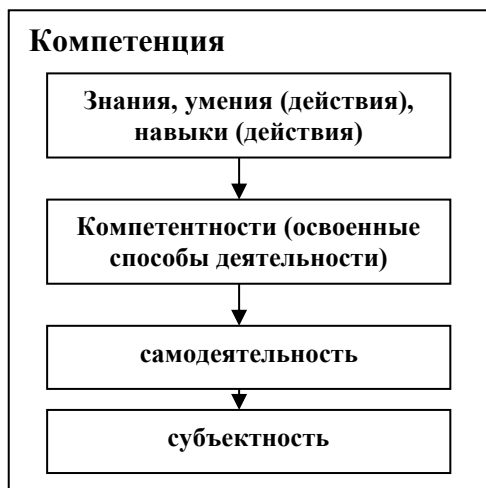 Компетенция
Знания, умения (действия),
навыки (действия)
Компетентности (освоенные
способы деятельности)
самодеятельность
субъектность